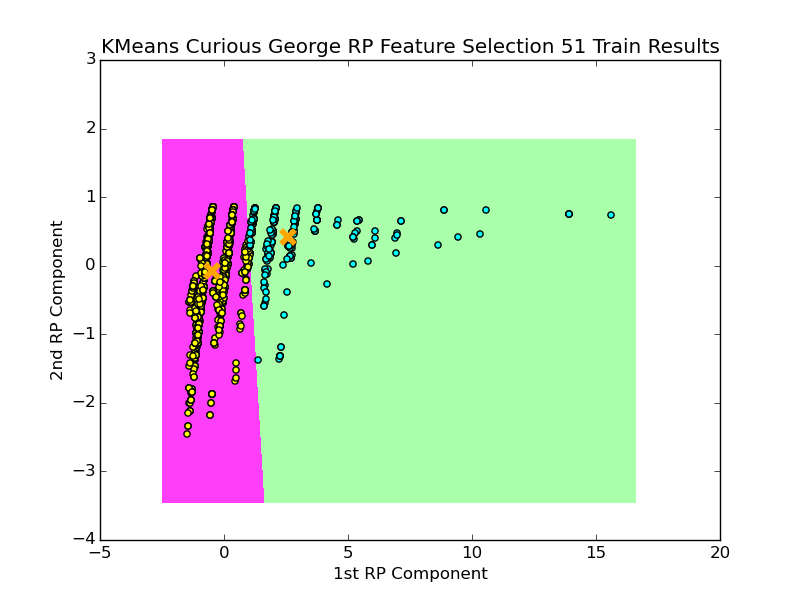 KMeans Curious George RP Feature Selection 51 Train Results
3
2
1
0
−1
−2
−3
−4
2nd RP Component
−5 0 5 10 15 20
1st RP Component